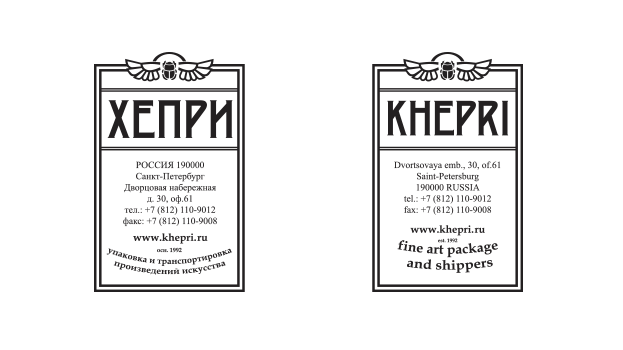 ХЕПРИ
РОССИЯ 190000
Санкт-Петербург
Дворцовая набережная
д. 30, оф.61
тел.: +7 (812) 110-9012
факс: +7 (812) 110-9008
www.khepri.ru
осн. 1992
упаковка и транспортировка
произведений искусства
KHEPRI
Dvortsovaya emb., 30, of.61
Saint-Petersburg
190000 RUSSIA
tel.: +7 (812) 110-9012
fax: +7 (812) 110-9008
www.khepri.ru
est. 1992
fine art package
and shippers